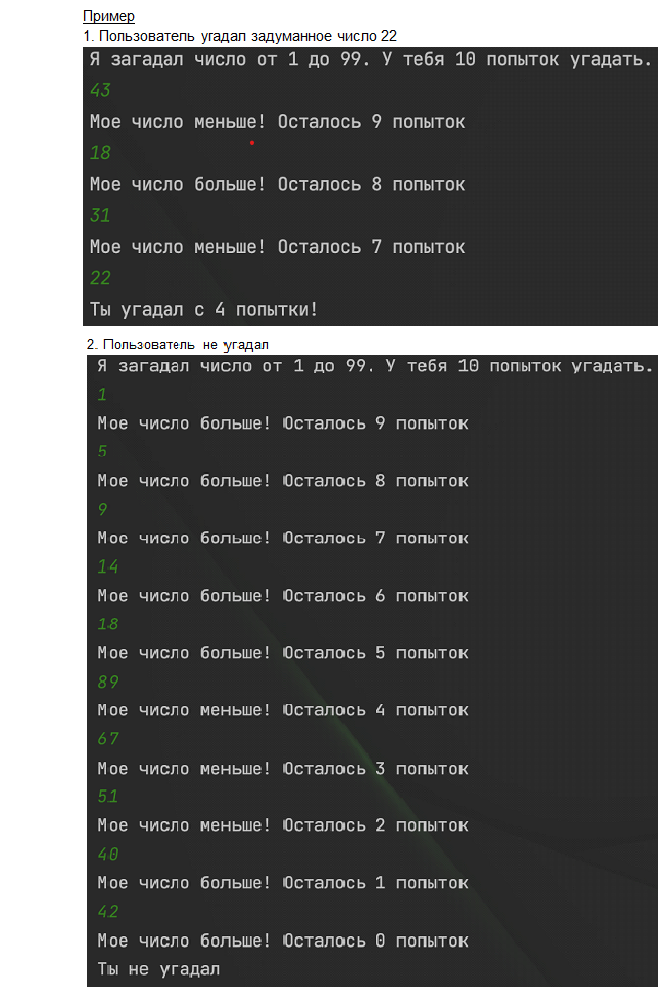 Пример
1. Пользователь угадал задуманное число 22
Я загадал число от 1 до 99. У тебя 10 попыток угадать.
43
Мое число меньше! Осталось 9 попыток
18
Мое число больше! Осталось 8 попыток
31
Мое число меньше! Осталось 7 попыток
22
Ты угадал с 4 попытки!
2. Пользователь не угадал
Я загадал число от 1 до 99. У тебя 10 попыток угадать.
1
Мое число больше! Осталось 9 попыток
5
Мое число больше! Осталось 8 попыток
9
Мое число больше! Осталось 7 попыток
14
Мое число больше! Осталось 6 попыток
18
Мое число больше! Осталось 5 попыток
89
Мое число меньше! Осталось 4 попыток
67
Мое число меньше! Осталось 3 попыток
51
Мое число меньше! Осталось 2 попыток
40
Мое число больше! Осталось 1 попыток
42
Мое число больше! Осталось 0 попыток
Ты не угадал